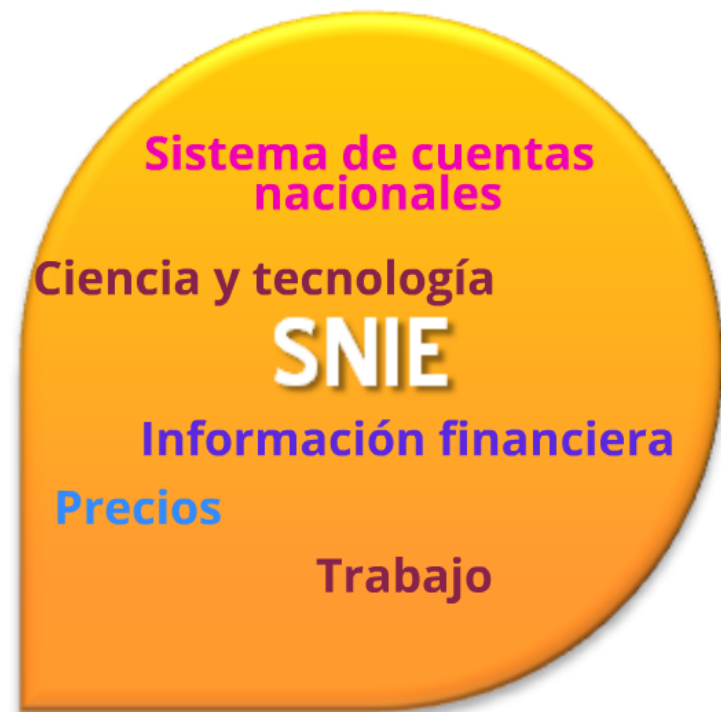 Sistema de cuentas
nacionales
Ciencia y tecnología
SNIE
Información financiera
Precios
Trabajo